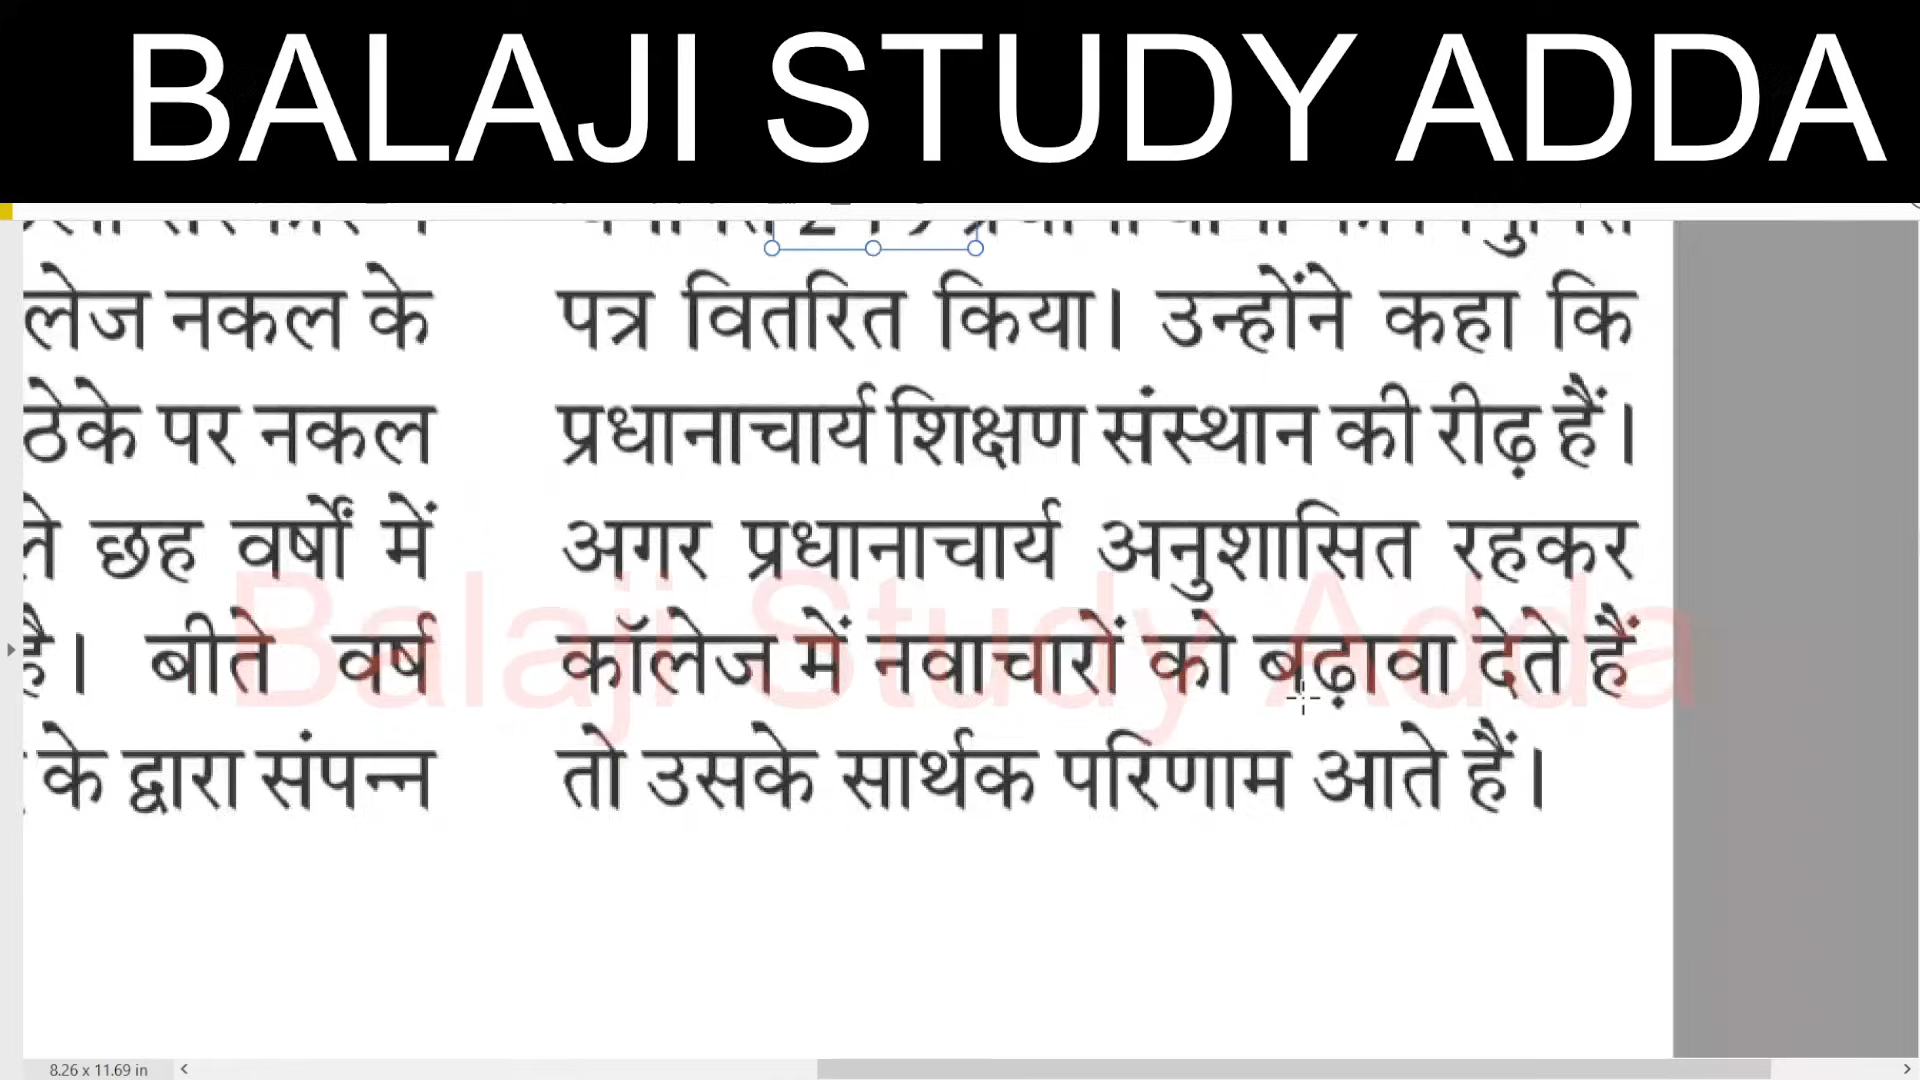 BALAJI STUDY ADDA
लेज नकल के
ठेके पर नकल
छह वर्षों में
है। बीते वर्ष
के द्वारा संपन्न
पत्र वितरित किया। उन्होंने कहा कि
प्रधानाचार्य शिक्षण संस्थान की रीढ़ हैं।
अगर प्रधानाचार्य अनुशासित रहकर
कॉलेज में नवाचारों को बढ़ावा देते हैं
तो उसके सार्थक परिणाम आते हैं।
Balaji Study Adda
8.26 x 11.69 in